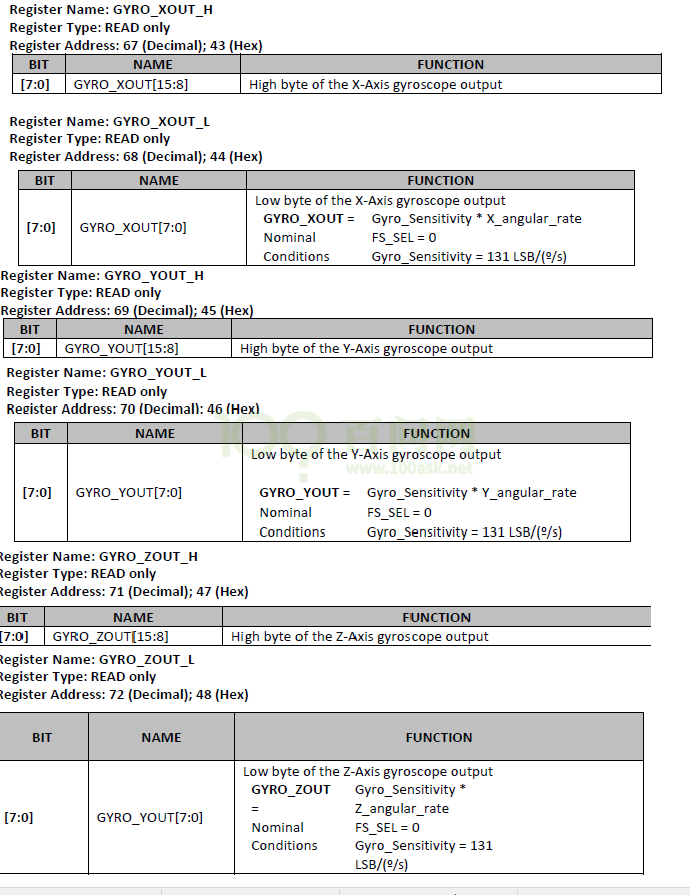 Register Name: GYRO_XOUT_H
Register Type: READ only
Register Address: 67 (Decimal); 43 (Hex)
BIT NAME FUNCTION
[7:0] GYRO_XOUT[15:8] High byte of the X-Axis gyroscope output
Register Name: GYRO_XOUT_L
Register Type: READ only
Register Address: 68 (Decimal); 44 (Hex)
BIT NAME FUNCTION
Low byte of the X-Axis gyroscope output
GYRO_XOUT = Gyro_Sensitivity * X_angular_rate
[7:0] GYRO_XOUT[7:0]
Nominal FS_SEL = 0
Conditions Gyro_Sensitivity = 131 LSB/(º/s)
Register Name: GYRO_YOUT_H
Register Type: READ only
Register Address: 69 (Decimal); 45 (Hex)
BIT NAME FUNCTION
[7:0] GYRO_YOUT[15:8] High byte of the Y-Axis gyroscope output
Register Name: GYRO_YOUT_L
Register Type: READ only
Register Address: 70 (Decimal); 46 (Hex)
100 百问网
BIT NAME FUNCTION
Low byte of the Y-Axis gyroscope output
www.100ask.net
[7:0] GYRO_YOUT[7:0] GYRO_YOUT = Gyro_Sensitivity * Y_angular_rate
Nominal FS_SEL = 0
Conditions Gyro_Sensitivity = 131 LSB/(º/s)
Register Name: GYRO_ZOUT_H
Register Type: READ only
Register Address: 71 (Decimal); 47 (Hex)
BIT NAME FUNCTION
[7:0] GYRO_ZOUT[15:8] High byte of the Z-Axis gyroscope output
Register Name: GYRO_ZOUT_L
Register Type: READ only
Register Address: 72 (Decimal); 48 (Hex)
BIT NAME FUNCTION
Low byte of the Z-Axis gyroscope output
GYRO_ZOUT Gyro_Sensitivity *
= Z_angular_rate
[7:0] GYRO_YOUT[7:0]
Nominal FS_SEL = 0
Conditions Gyro_Sensitivity = 131
LSB/(º/s)